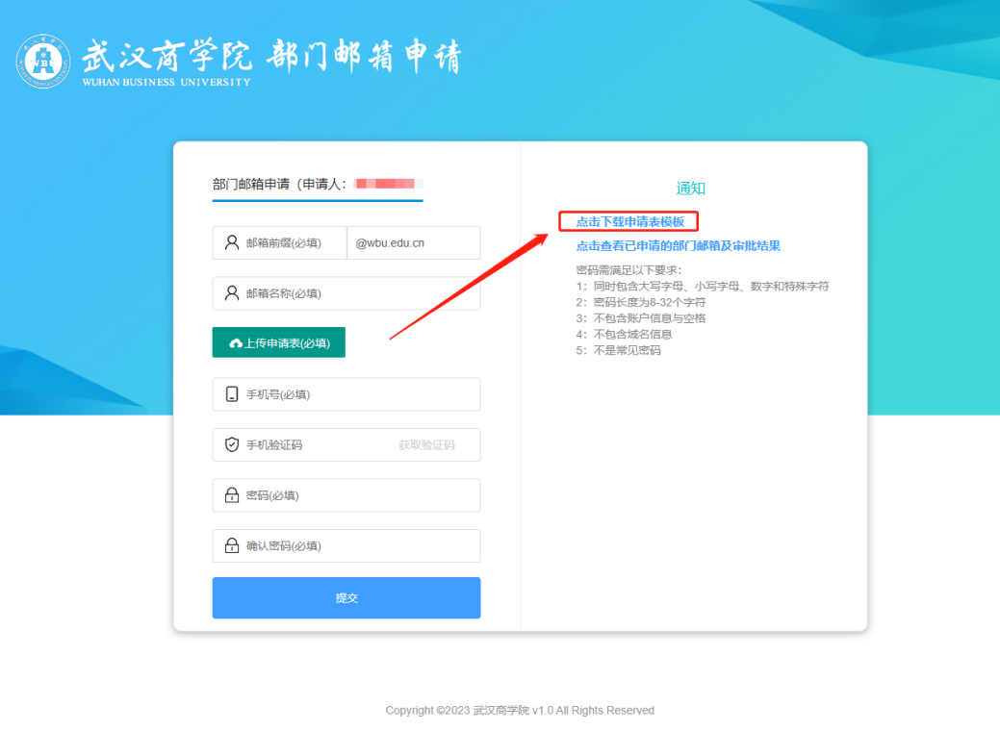 武汉商学院 部门邮箱申请
WUHAN BUSINESS UNIVERSITY
部门邮箱申请（申请人：
邮箱前缀(必填) @wbu.edu.cn
邮箱名称(必填)
上传申请表(必填)
手机号(必填)
手机验证码 获取验证码
密码(必填)
确认密码(必填)
提交
通知
点击下载申请表模板
点击查看已申请的部门邮箱及审批结果
密码需满足以下要求：
1：同时包含大写字母、小写字母、数字和特殊字符
2：密码长度为8-32个字符
3：不包含账户信息与空格
4：不包含域名信息
5：不是常见密码
Copyright ©2023 武汉商学院 v1.0 All Rights Reserved